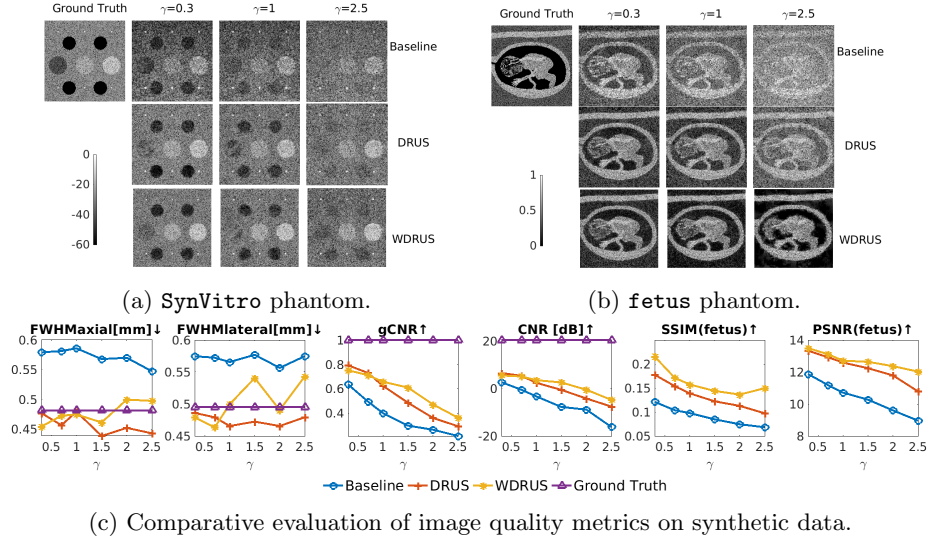 Ground Truth γ=0.3 γ=1 γ=2.5
Baseline
DRUS
WDRUS
0
-20
-40
-60
(a) SynVitro phantom.
Ground Truth γ=0.3 γ=1 γ=2.5
Baseline
DRUS
WDRUS
1
0.5
0
(b) fetus phantom.
FWHMaxial[mm]↓
0.6
0.55
0.5
0.45
0.5 1 1.5 2 2.5
γ
FWHMlateral[mm]↓
0.6
0.55
0.5
0.45
0.5 1 1.5 2 2.5
γ
gCNR↑
1
0.8
0.6
0.4
0.5 1 1.5 2 2.5
γ
CNR [dB]↑
20
0
-20
0.5 1 1.5 2 2.5
γ
SSIM(fetus)↑
0.2
0.15
0.1
0.05
0.5 1 1.5 2 2.5
γ
PSNR(fetus)↑
14
12
10
8
0.5 1 1.5 2 2.5
γ
Baseline DRUS WDRUS Ground Truth
(c) Comparative evaluation of image quality metrics on synthetic data.